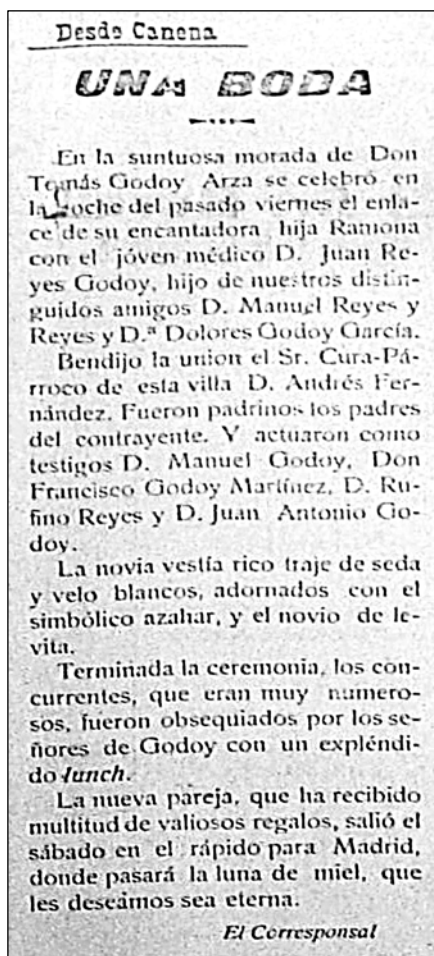 Desde Canena
UNA BODA
En la suntuosa morada de Don
Tomás Godoy Arza se celebró en
la noche del pasado viernes el enla-
ce de su encantadora hija Ramona
con el jóven médico D. Juan Re-
yes Godoy, hijo de nuestros distin-
guidos amigos D. Manuel Reyes y
Reyes y D.ª Dolores Godoy García.
Bendijo la union el Sr. Cura-Pá-
rroco de esta villa D. Andrés Fer-
nández. Fueron padrinos los padres
del contrayente. Y actuaron como
testigos D. Manuel Godoy, Don
Francisco Godoy Martínez, D. Ru-
fino Reyes y D. Juan Antonio Go-
doy.
La novia vestía rico traje de seda
y velo blancos, adornados con el
simbólico azahar, y el novio de le-
vita.
Terminada la ceremonia, los con-
currentes, que eran muy numero-
sos, fueron obsequiados por los se-
ñores de Godoy con un expléndi-
do lunch.
La nueva pareja, que ha recibido
multitud de valiosos regalos, salió el
sábado en el rápido para Madrid,
donde pasará la luna de miel, que
les deseamos sea eterna.
El Corresponsal